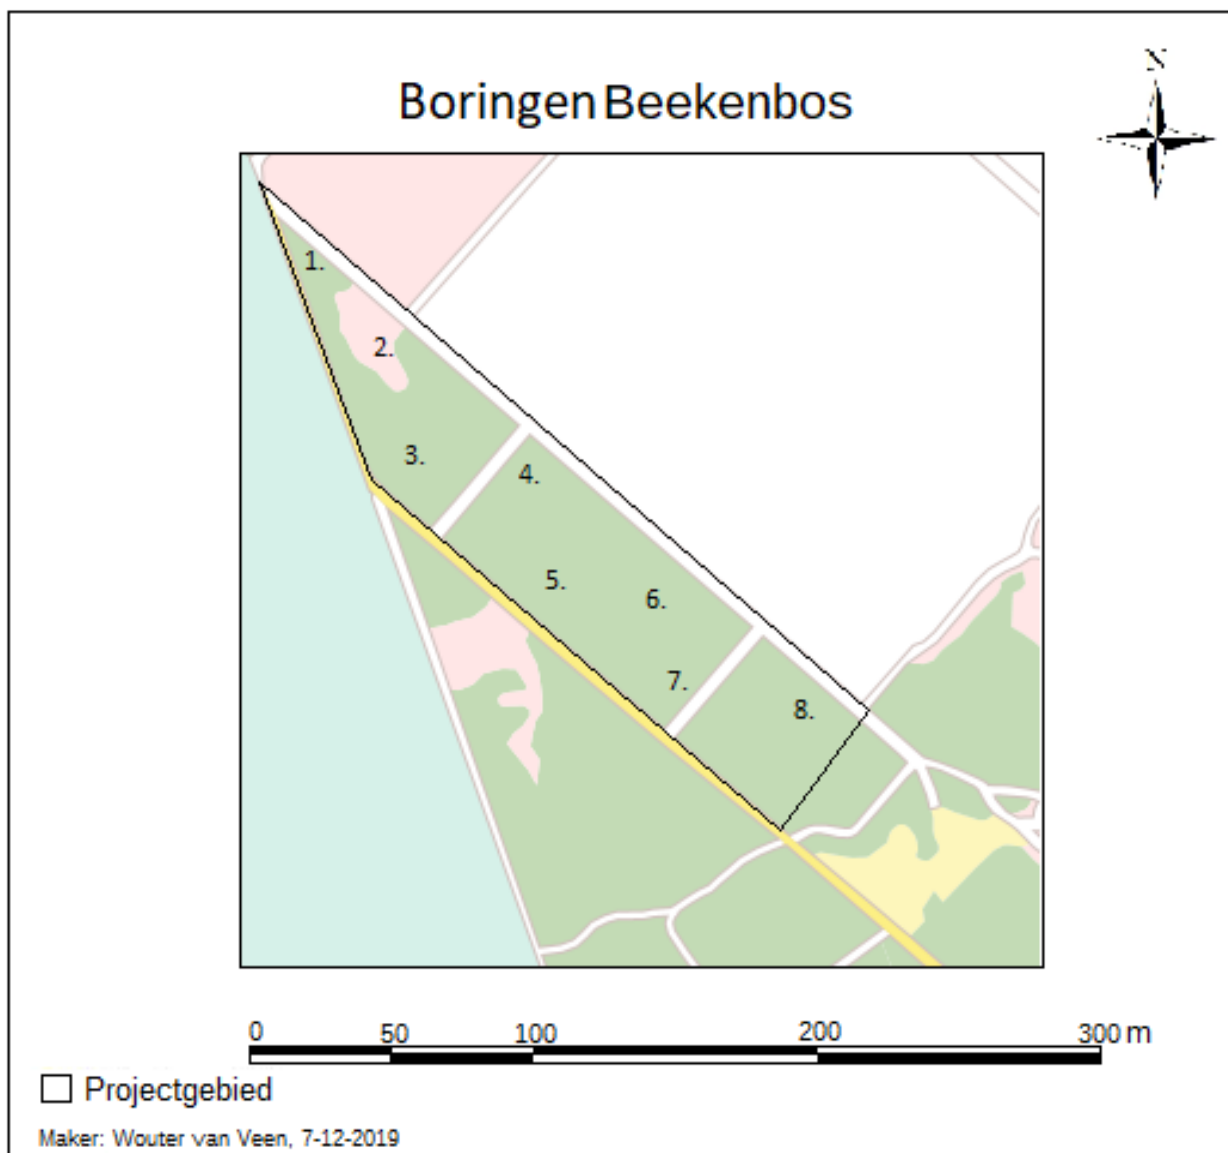 N
Boringen Beekenbos
1.
2.
3.
4.
5.
6.
7.
8.
0 50 100 200 300 m
Projectgebied
Maker: Wouter van Veen, 7-12-2019